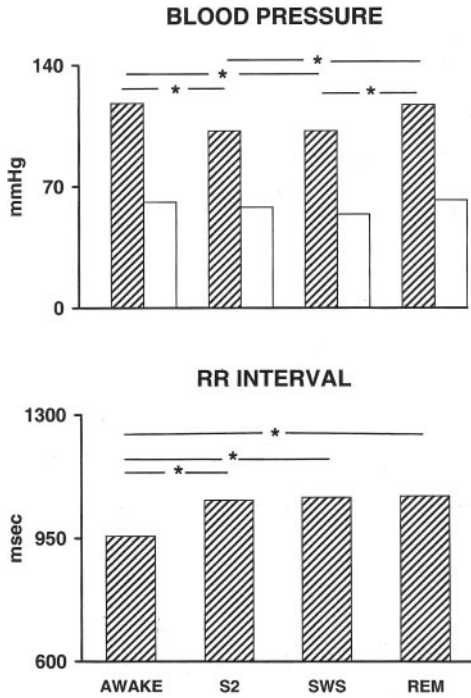 BLOOD PRESSURE
140
*
*
*
*
mmHg
70
0
RR INTERVAL
1300
*
*
*
msec
950
600
AWAKE S2 SWS REM